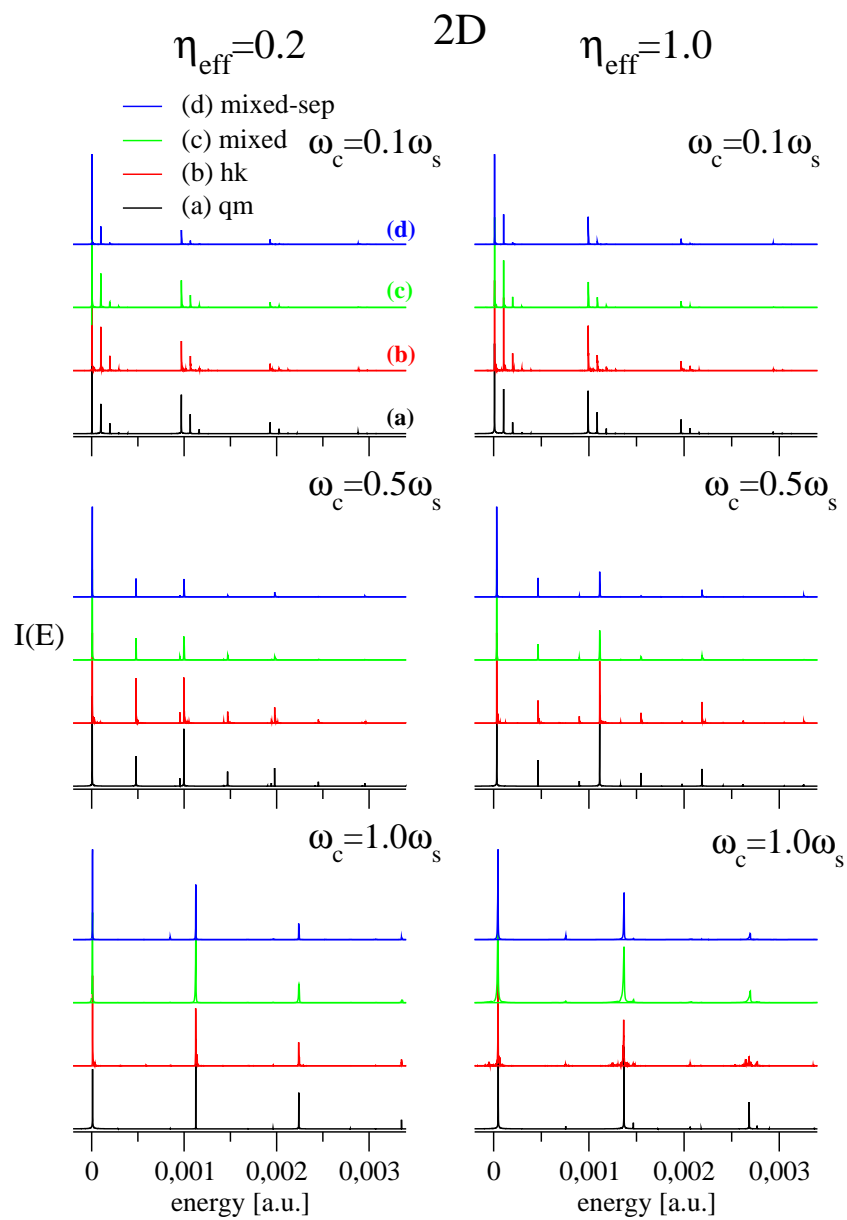 2D
η_eff=0.2
η_eff=1.0
(d) mixed-sep
(c) mixed
(b) hk
(a) qm
ω_c=0.1ω_s
ω_c=0.1ω_s
(d)
(c)
(b)
(a)
ω_c=0.5ω_s
ω_c=0.5ω_s
I(E)
ω_c=1.0ω_s
ω_c=1.0ω_s
0 0,001 0,002 0,003
0 0,001 0,002 0,003
energy [a.u.]
energy [a.u.]